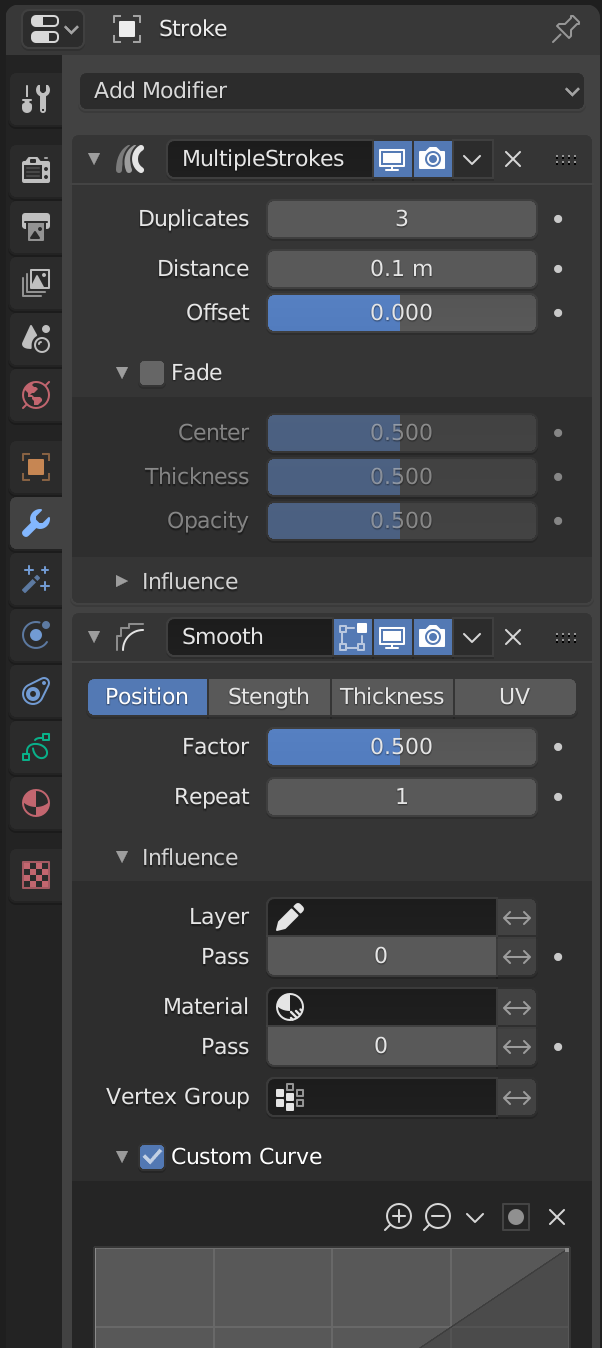 Stroke
Add Modifier
MultipleStrokes
Duplicates 3
Distance 0.1 m
Offset 0.000
Fade
Center 0.500
Thickness 0.500
Opacity 0.500
Influence
Smooth
Position Stength Thickness UV
Factor 0.500
Repeat 1
Influence
Layer
Pass 0
Material
Pass 0
Vertex Group
Custom Curve